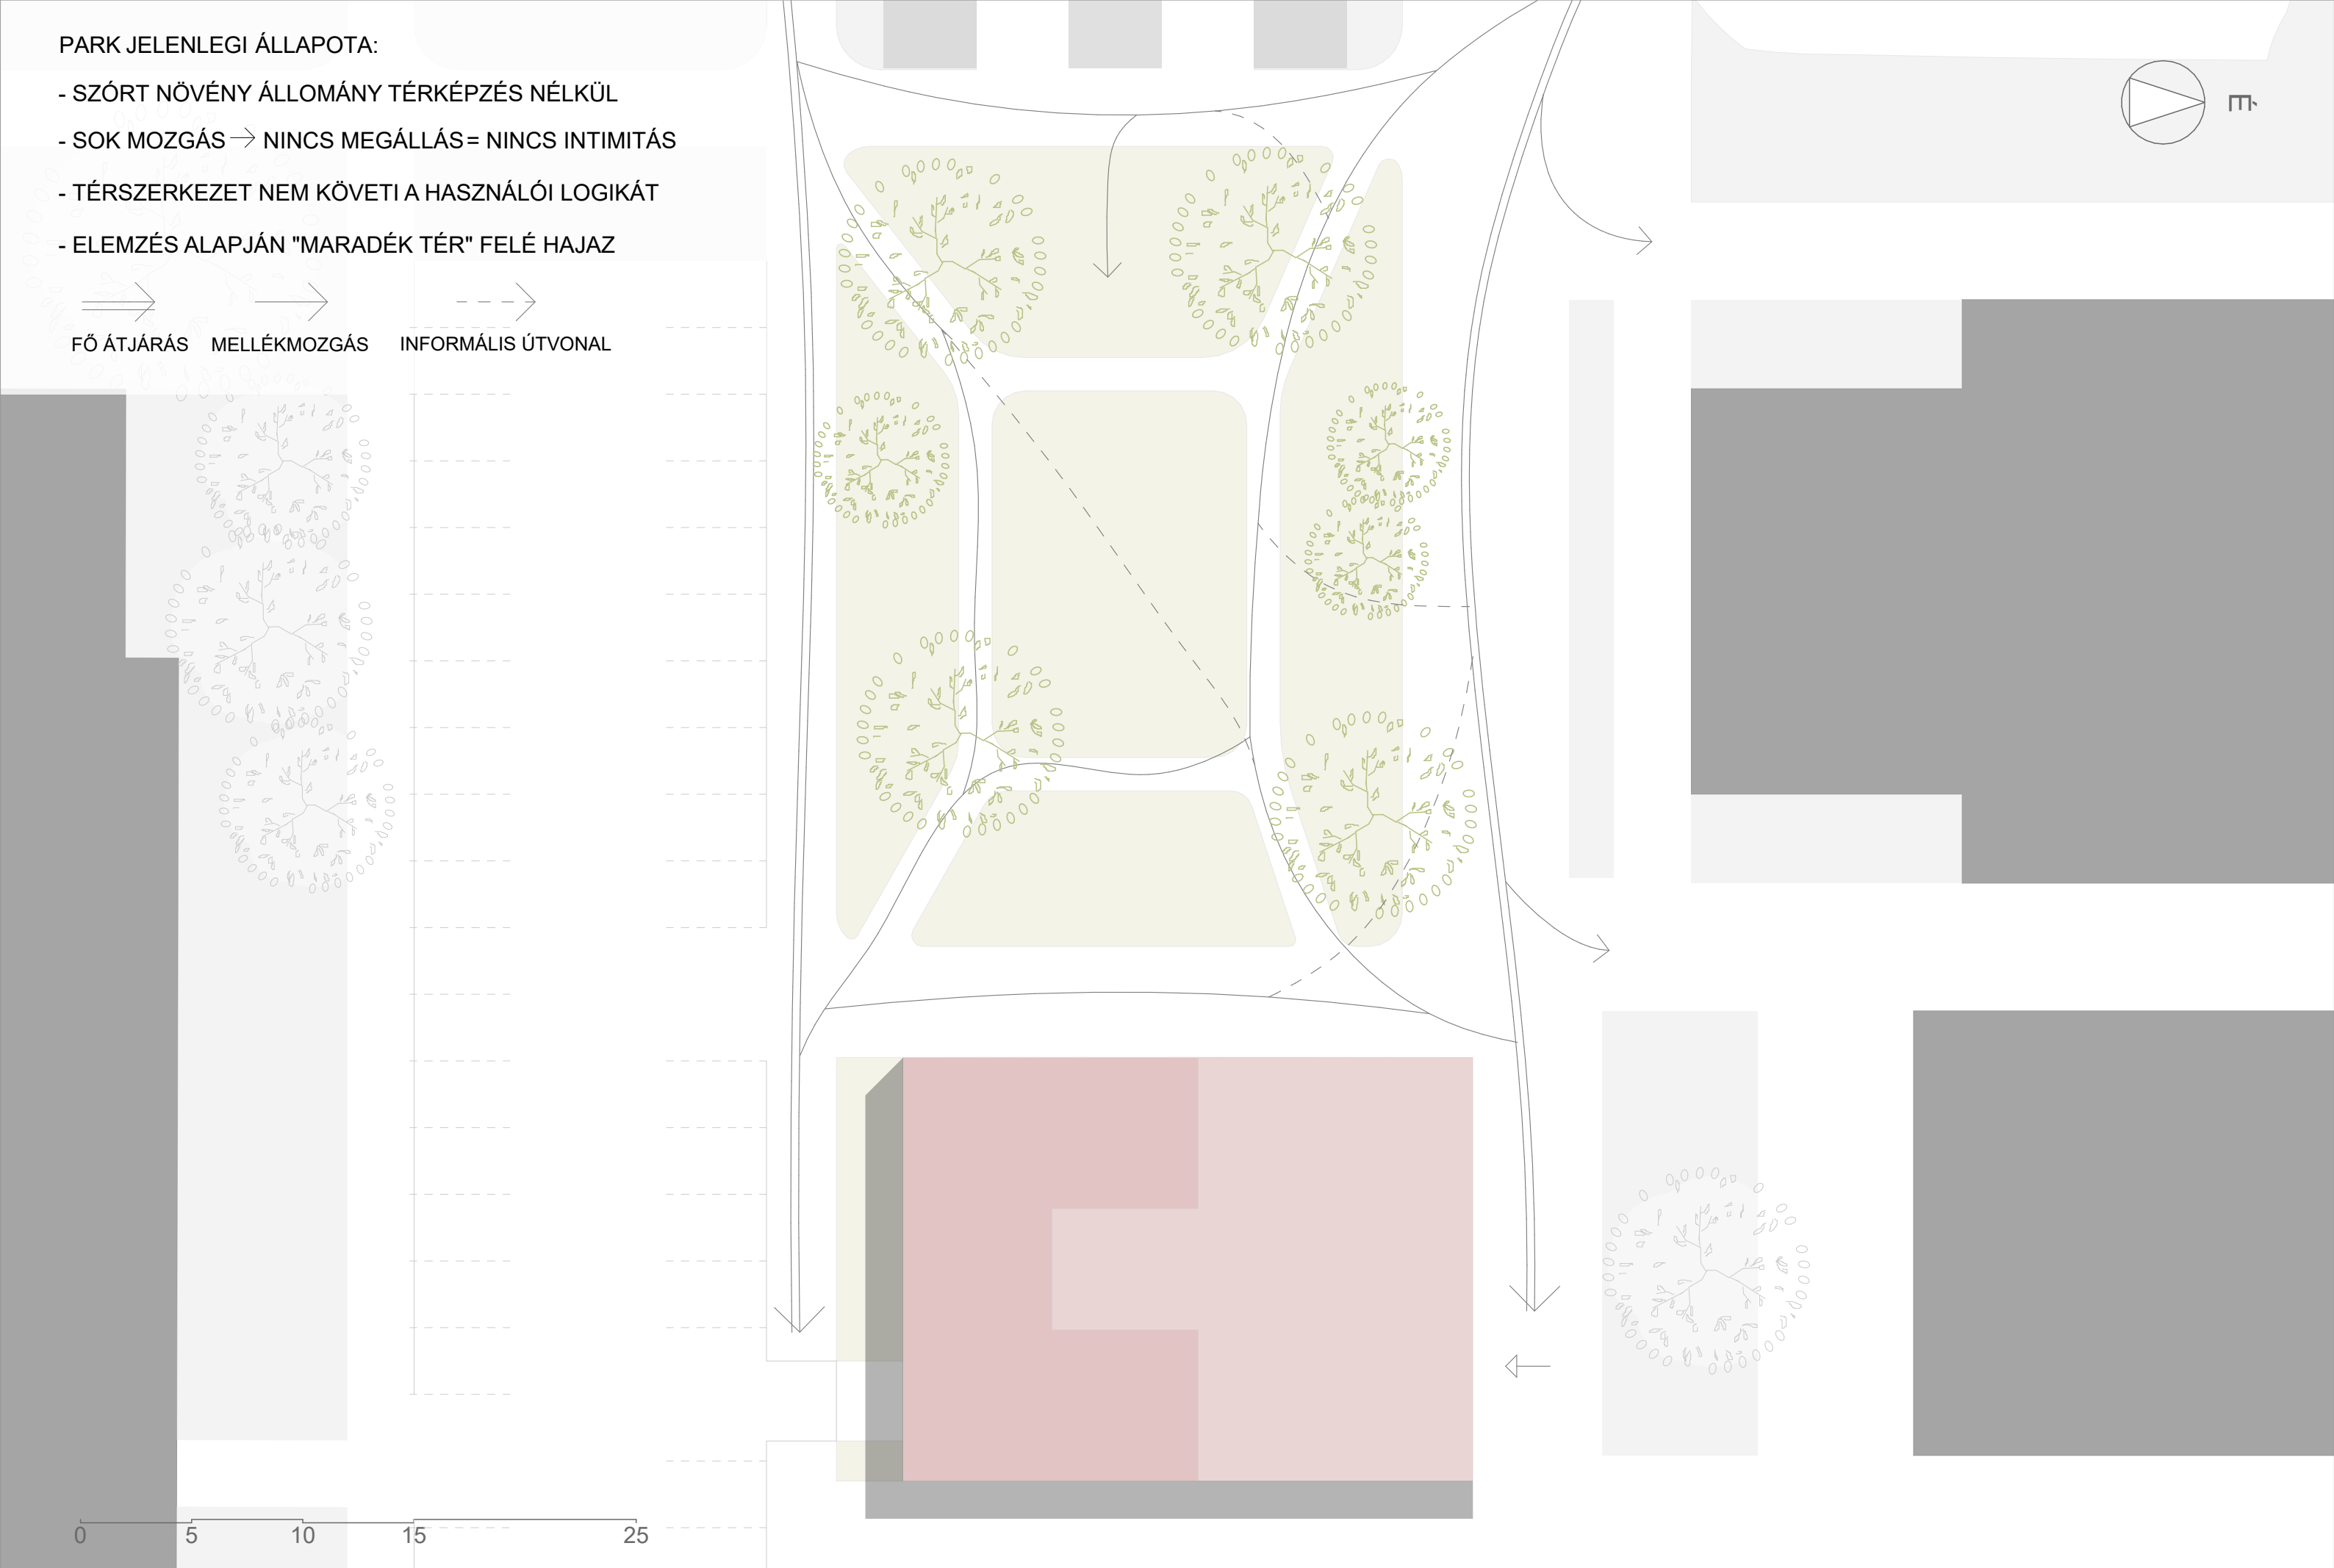 PARK JELENLEGI ÁLLAPOTA:
- SZÓRT NÖVÉNY ÁLLOMÁNY TÉRKÉPZÉS NÉLKÜL
- SOK MOZGÁS → NINCS MEGÁLLÁS = NINCS INTIMITÁS
- TÉRSZERKEZET NEM KÖVETI A HASZNÁLÓI LOGIKÁT
- ELEMZÉS ALAPJÁN "MARADÉK TÉR" FELÉ HAJAZ
FŐ ÁTJÁRÁS MELLÉKMOZGÁS INFORMÁLIS ÚTVONAL
É
0 5 10 15 25